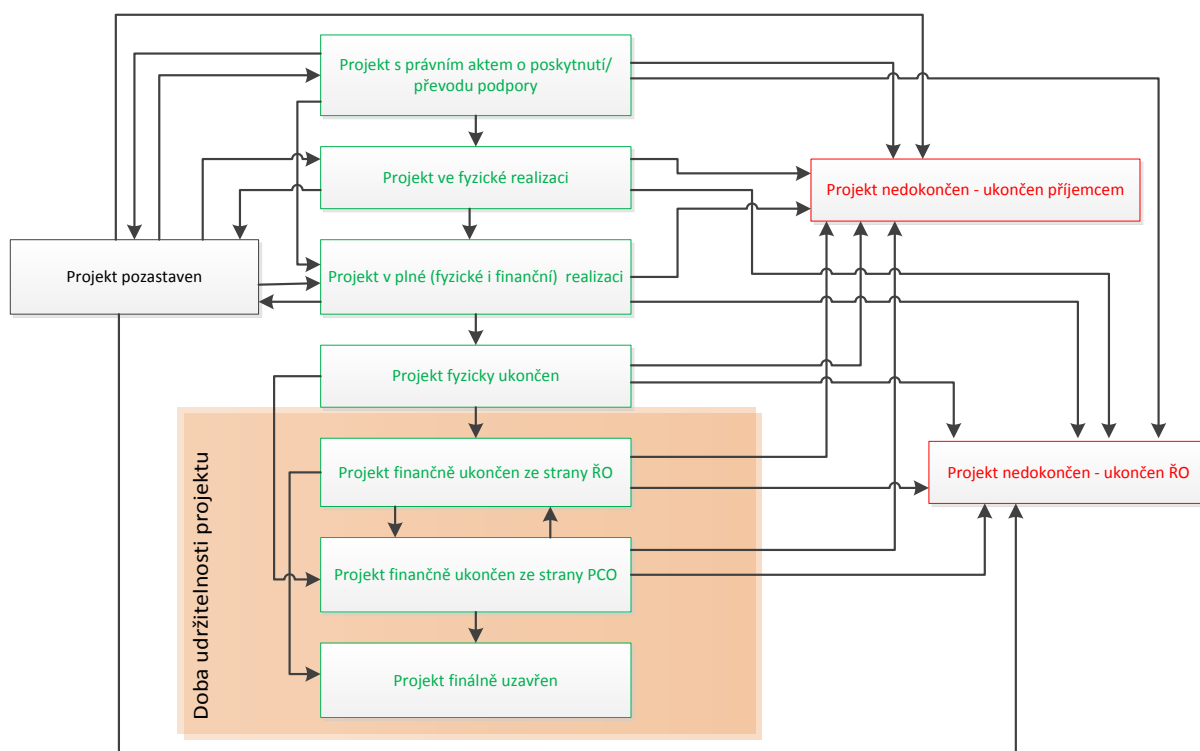 Projekt s právním aktem o poskytnutí/
převodu podpory
Projekt ve fyzické realizaci
Projekt nedokončen - ukončen příjemcem
Projekt pozastaven
Projekt v plné (fyzické i finanční) realizaci
Projekt fyzicky ukončen
Doba udržitelnosti projektu
Projekt finančně ukončen ze strany ŘO
Projekt nedokončen - ukončen ŘO
Projekt finančně ukončen ze strany PCO
Projekt finálně uzavřen